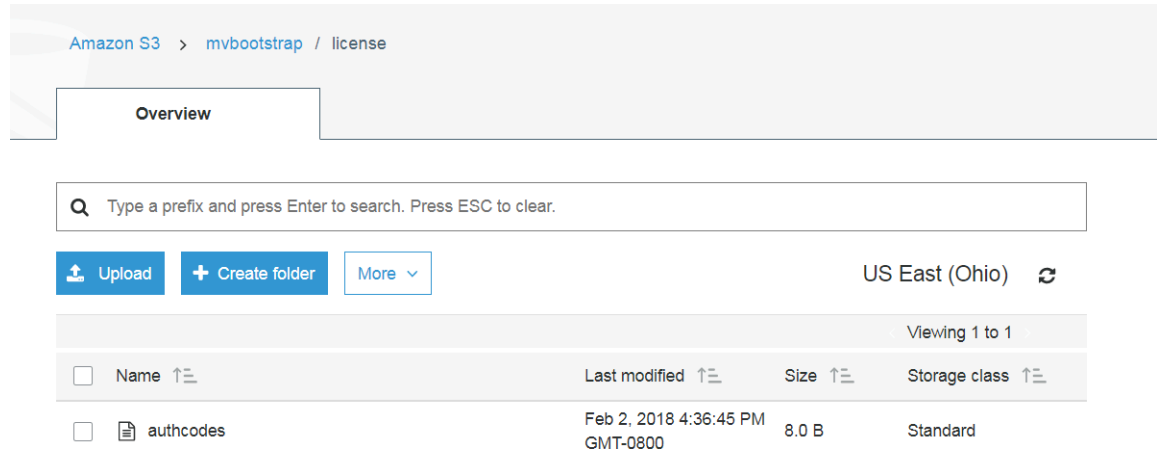 Amazon S3 > mvbootstrap / license
Overview
Type a prefix and press Enter to search. Press ESC to clear.
Upload + Create folder More US East (Ohio)
Viewing 1 to 1
Name Last modified Size Storage class
authcodes Feb 2, 2018 4:36:45 PM 8.0 B Standard
GMT-0800